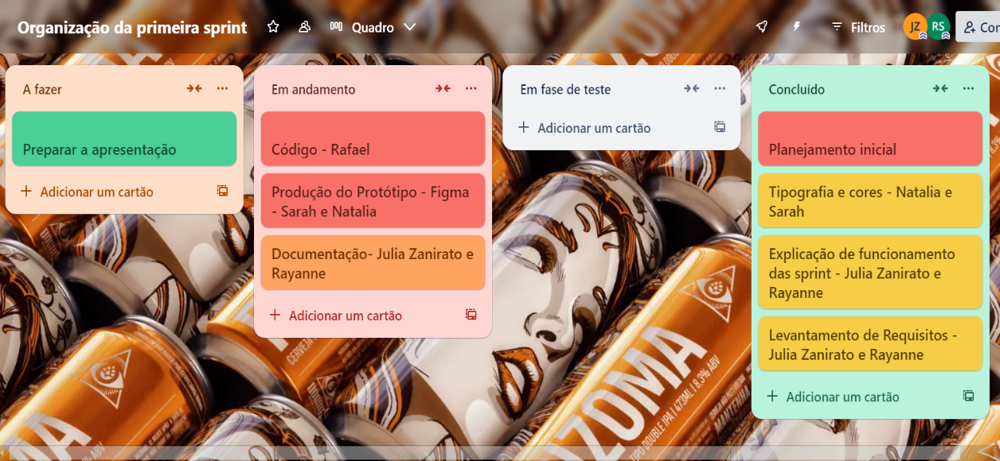 Organização da primeira sprint
Quadro
Filtros
JZ
RS
Con
A fazer
Preparar a apresentação
Adicionar um cartão
Em andamento
Código - Rafael
Produção do Protótipo - Figma
- Sarah e Natalia
Documentação- Julia Zanirato e
Rayanne
Adicionar um cartão
Em fase de teste
Adicionar um cartão
Concluído
Planejamento inicial
Tipografia e cores - Natalia e
Sarah
Explicação de funcionamento
das sprint - Julia Zanirato e
Rayanne
Levantamento de Requisitos -
Julia Zanirato e Rayanne
Adicionar um cartão
ZOMA
TIPO DOUBLE IPA | 473ML | 8.3% ABV